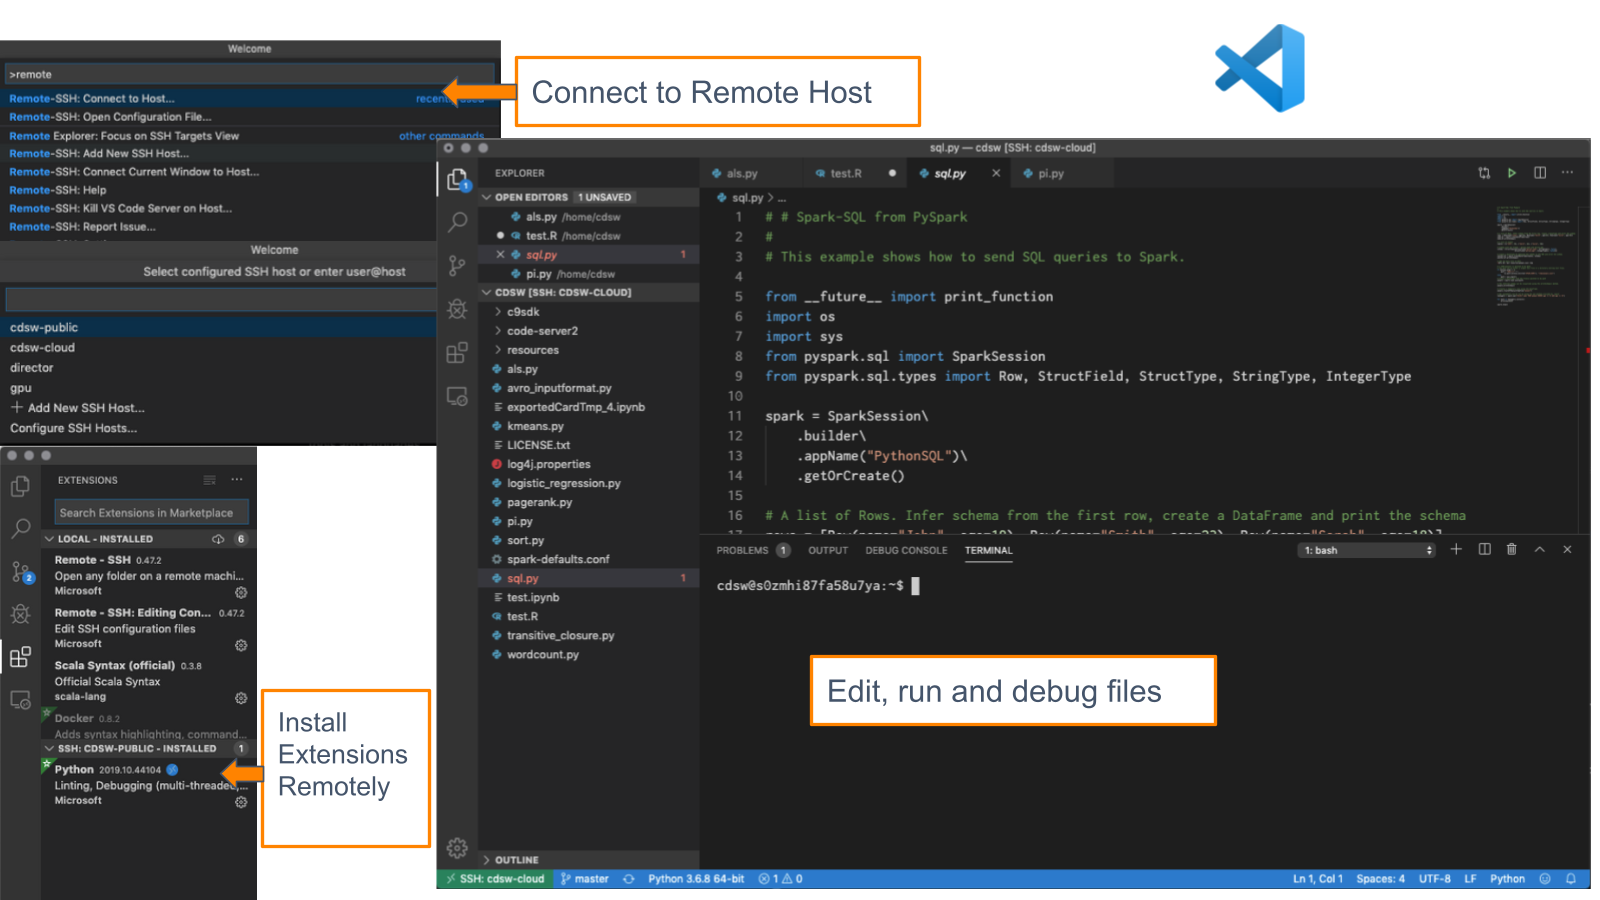 Welcome
>remote
Remote-SSH: Connect to Host...
Remote-SSH: Open Configuration File...
Remote Explorer: Focus on SSH Targets View
other commands
Remote-SSH: Add New SSH Host...
Remote-SSH: Connect Current Window to Host...
Remote-SSH: Help
Remote-SSH: Kill VS Code Server on Host...
Remote-SSH: Report Issue...
Connect to Remote Host
Welcome
Select configured SSH host or enter user@host
cdsw-public
cdsw-cloud
director
gpu
Add New SSH Host...
Configure SSH Hosts...
EXTENSIONS
Search Extensions in Marketplace
LOCAL - INSTALLED 6
Remote - SSH 0.47.2
Open any folder on a remote machi...
Microsoft
2
Remote - SSH: Editing Con... 0.47.2
Edit SSH configuration files
Microsoft
Scala Syntax (official) 0.3.8
Official Scala Syntax
scala-lang
Docker 0.8.2
Adds syntax highlighting, command...
SSH: CDSW-PUBLIC - INSTALLED 1
Python 2019.10.44104
Linting, Debugging (multi-threaded,...
Microsoft
Install
Extensions
Remotely
sql.py — cdsw [SSH: cdsw-cloud]
EXPLORER
1
OPEN EDITORS 1 UNSAVED
als.py /home/cdsw
test.R /home/cdsw
sql.py 1
pi.py /home/cdsw
CDSW [SSH: CDSW-CLOUD]
c9sdk
code-server2
resources
als.py
avro_inputformat.py
exportedCardTmp_4.ipynb
kmeans.py
LICENSE.txt
log4j.properties
logistic_regression.py
pagerank.py
pi.py
sort.py
spark-defaults.conf
sql.py 1
test.ipynb
test.R
transitive_closure.py
wordcount.py
OUTLINE
als.py test.R sql.py pi.py
sql.py > ...
1 # # Spark-SQL from PySpark
2 #
3 # This example shows how to send SQL queries to Spark.
4
5 from __future__ import print_function
6 import os
7 import sys
8 from pyspark.sql import SparkSession
9 from pyspark.sql.types import Row, StructField, StructType, StringType, IntegerType
10
11 spark = SparkSession\
12 .builder\
13 .appName("PythonSQL")\
14 .getOrCreate()
15
16 # A list of Rows. Infer schema from the first row, create a DataFrame and print the schema
PROBLEMS 1 OUTPUT DEBUG CONSOLE TERMINAL 1: bash
cdsw@s0zmhi87fa58u7ya:~$
Edit, run and debug files
SSH: cdsw-cloud master Python 3.6.8 64-bit 1 0 Ln 1, Col 1 Spaces: 4 UTF-8 LF Python